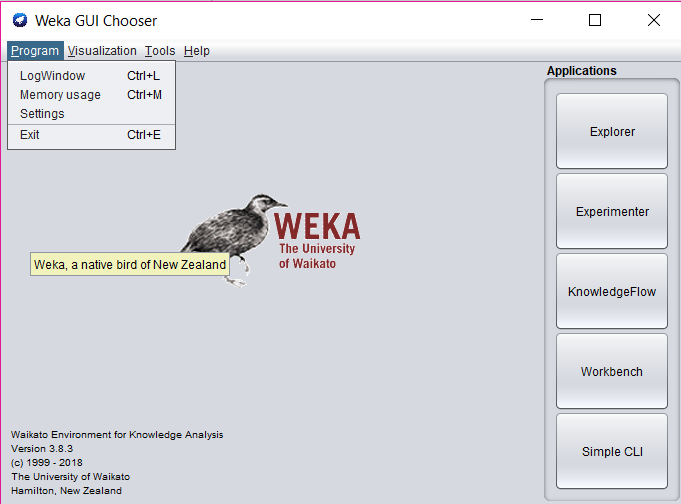 Weka GUI Chooser
Program Visualization Tools Help
LogWindow Ctrl+L
Memory usage Ctrl+M
Settings
Exit Ctrl+E
Applications
Explorer
Experimenter
KnowledgeFlow
Workbench
Simple CLI
WEKA
The University
of Waikato
Weka, a native bird of New Zealand
Waikato Environment for Knowledge Analysis
Version 3.8.3
(c) 1999 - 2018
The University of Waikato
Hamilton, New Zealand